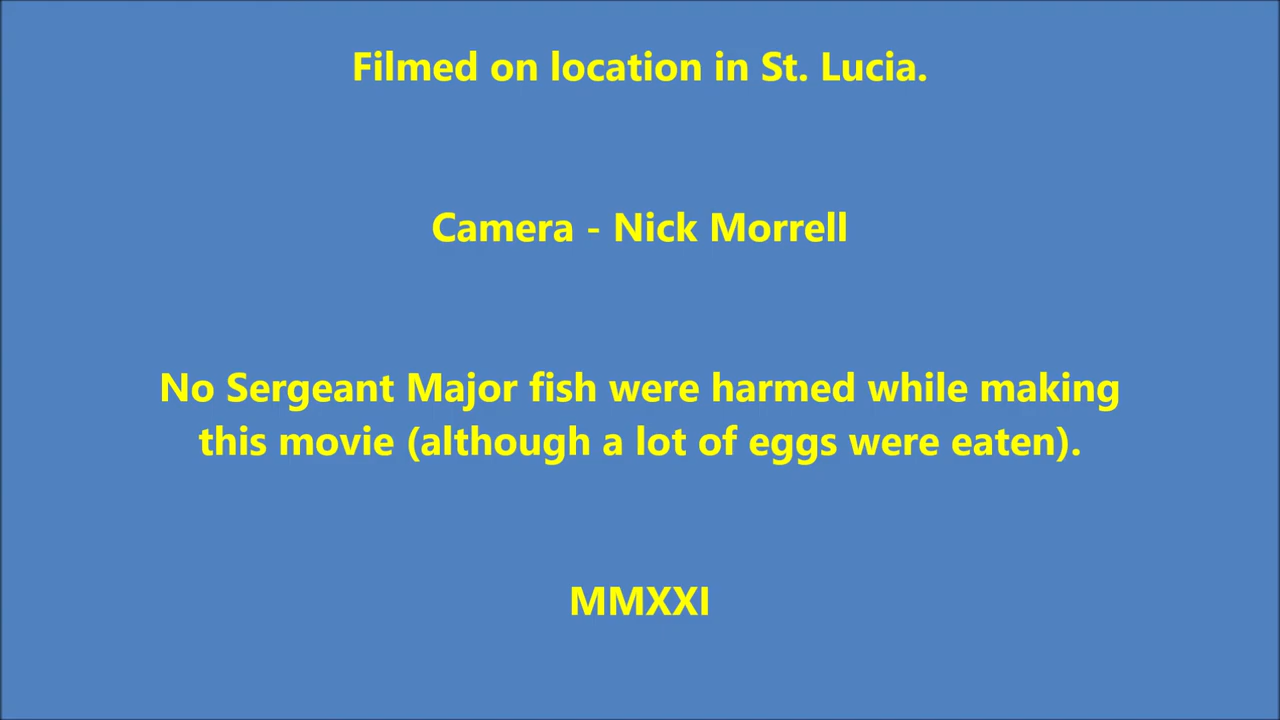 Filmed on location in St. Lucia.
Camera - Nick Morrell
No Sergeant Major fish were harmed while making
this movie (although a lot of eggs were eaten).
MMXXI